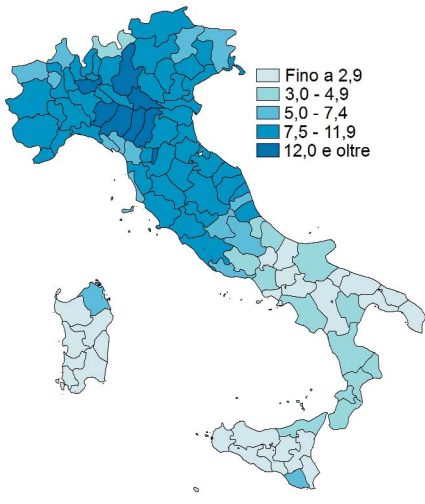 Fino a 2,9
3,0 - 4,9
5,0 - 7,4
7,5 - 11,9
12,0 e oltre